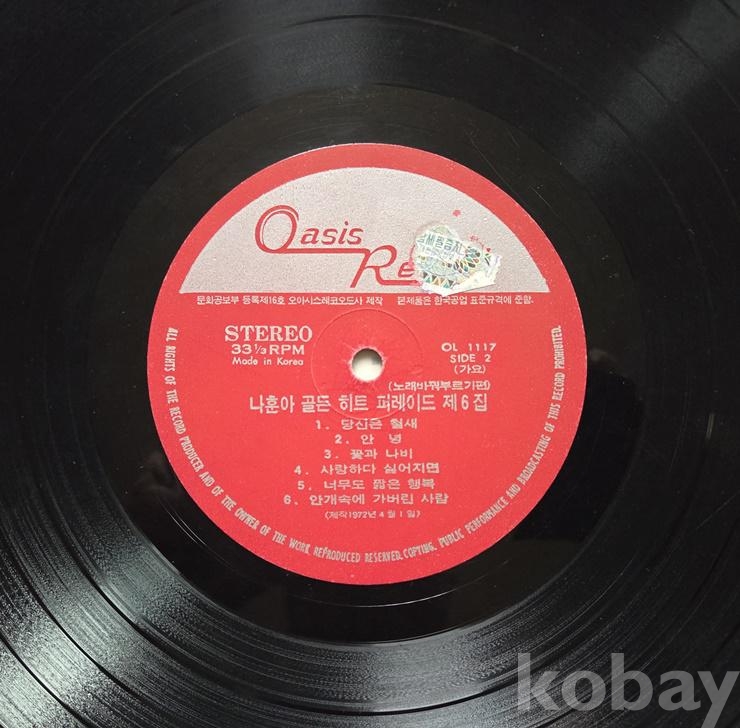 Oasis
Re
문화공보부 등록제16호 오아시스레코오드사 제작 본제품은 한국공업 표준규격에 준함.
STEREO
33 1/3 RPM
Made in Korea
OL 1117
SIDE 2
(가요)
(노래바꿔부르기편)
나훈아 골든 히트 퍼레이드 제6집
1. 당신은 철새
2. 안 녕
3. 꽃과 나비
4. 사랑하다 싫어지면
5. 너무도 짧은 행복
6. 안개속에 가버린 사람
(제작1972년 4월 1일)
ALL RIGHTS OF THE RECORD PRODUCER AND OF THE OWNER OF THE WORK REPRODUCED RESERVED. COPTING. PUBLIC PERFORMANCE AND BROADCASTING OF THIS RECORD PROHIBITED.
kobay